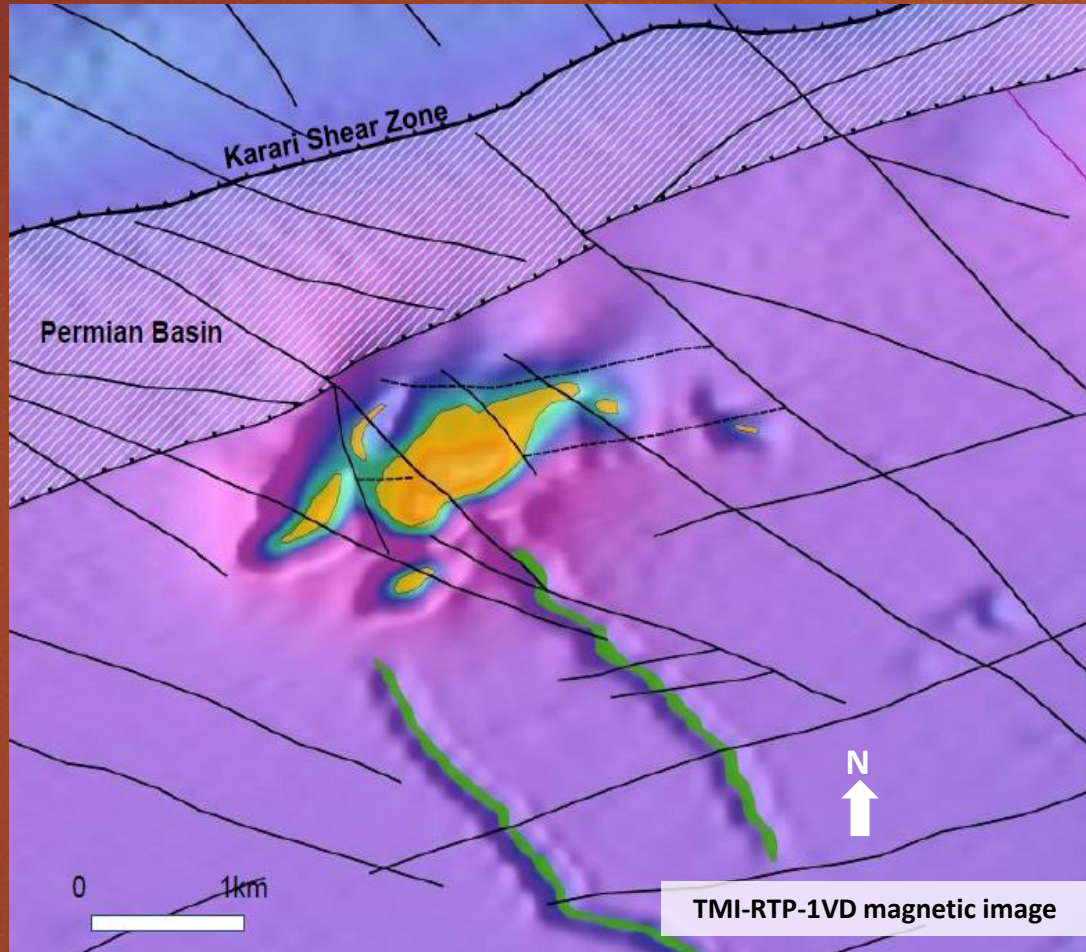 Karari Shear Zone
Permian Basin
N
0 1km
TMI-RTP-1VD magnetic image